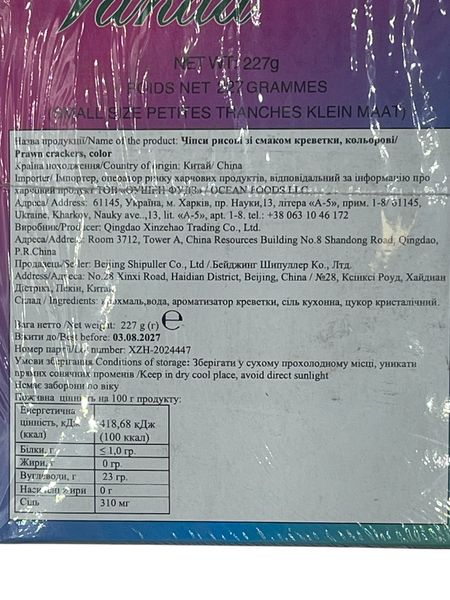 NET WT: 227g
POIDS NET 227 GRAMMES
(SMALL SIZE PETITES TRANCHES KLEIN MAAT)
Назва продукції/Name of the product: Чіпси рисові зі смаком креветки, кольорові/
Prawn crackers, color
Країна походження/Country of origin: Китай/ China
Importer/ Імпортер, оператор ринку харчових продуктів, відповідальний за інформацію про
харчовий продукт ТОВ «ОУШЕН ФУДЗ» / OCEAN FOODS LLC
Адреса/ Address: 61145, Україна, м. Харків, пр. Науки,13, літера «А-5», прим. 1-8/ 61145,
Ukraine, Kharkov, Nauky ave.,13, lit. «A-5», apt. 1-8. tel.: +38 063 10 46 172
Виробник/Producer: Qingdao Xinzehao Trading Co., Ltd.
Адреса/Address: Room 3712, Tower A, China Resources Building No.8 Shandong Road, Qingdao,
P.R.China
Продавець/Seller: Beijing Shipuller Co., Ltd /.Бейджинг Шипуллер Ко., Лтд.
Address/Адреса: No.28 Xinxi Road, Haidian District, Beijing, China / №28, Ксінксі Роуд, Хайдиан
Дістрікт, Пекін, Китай
Склад / Ingredients: крохмаль,вода, ароматизатор креветки, сіль кухонна, цукор кристалічний.
Вага нетто /Net weight: 227 g (г) ℮
Вжити до/Best before: 03.08.2027
Номер партії/Lot number: XZH-2024447
Умови зберігання Conditions of storage: Зберігати у сухому прохолодному місці, уникати
прямих сонячних променів /Keep in dry cool place, avoid direct sunlight
Немає заборони по віку
Поживна цінність на 100 г продукту:
Енергетична
цінність, кДж 418,68 кДж
(ккал) (100 ккал)
Білки, г ≤ 1,0 гр.
Жири, г 0 гр.
Вуглеводи, г 23 гр.
Насичені жири 0 г
Сіль 310 мг